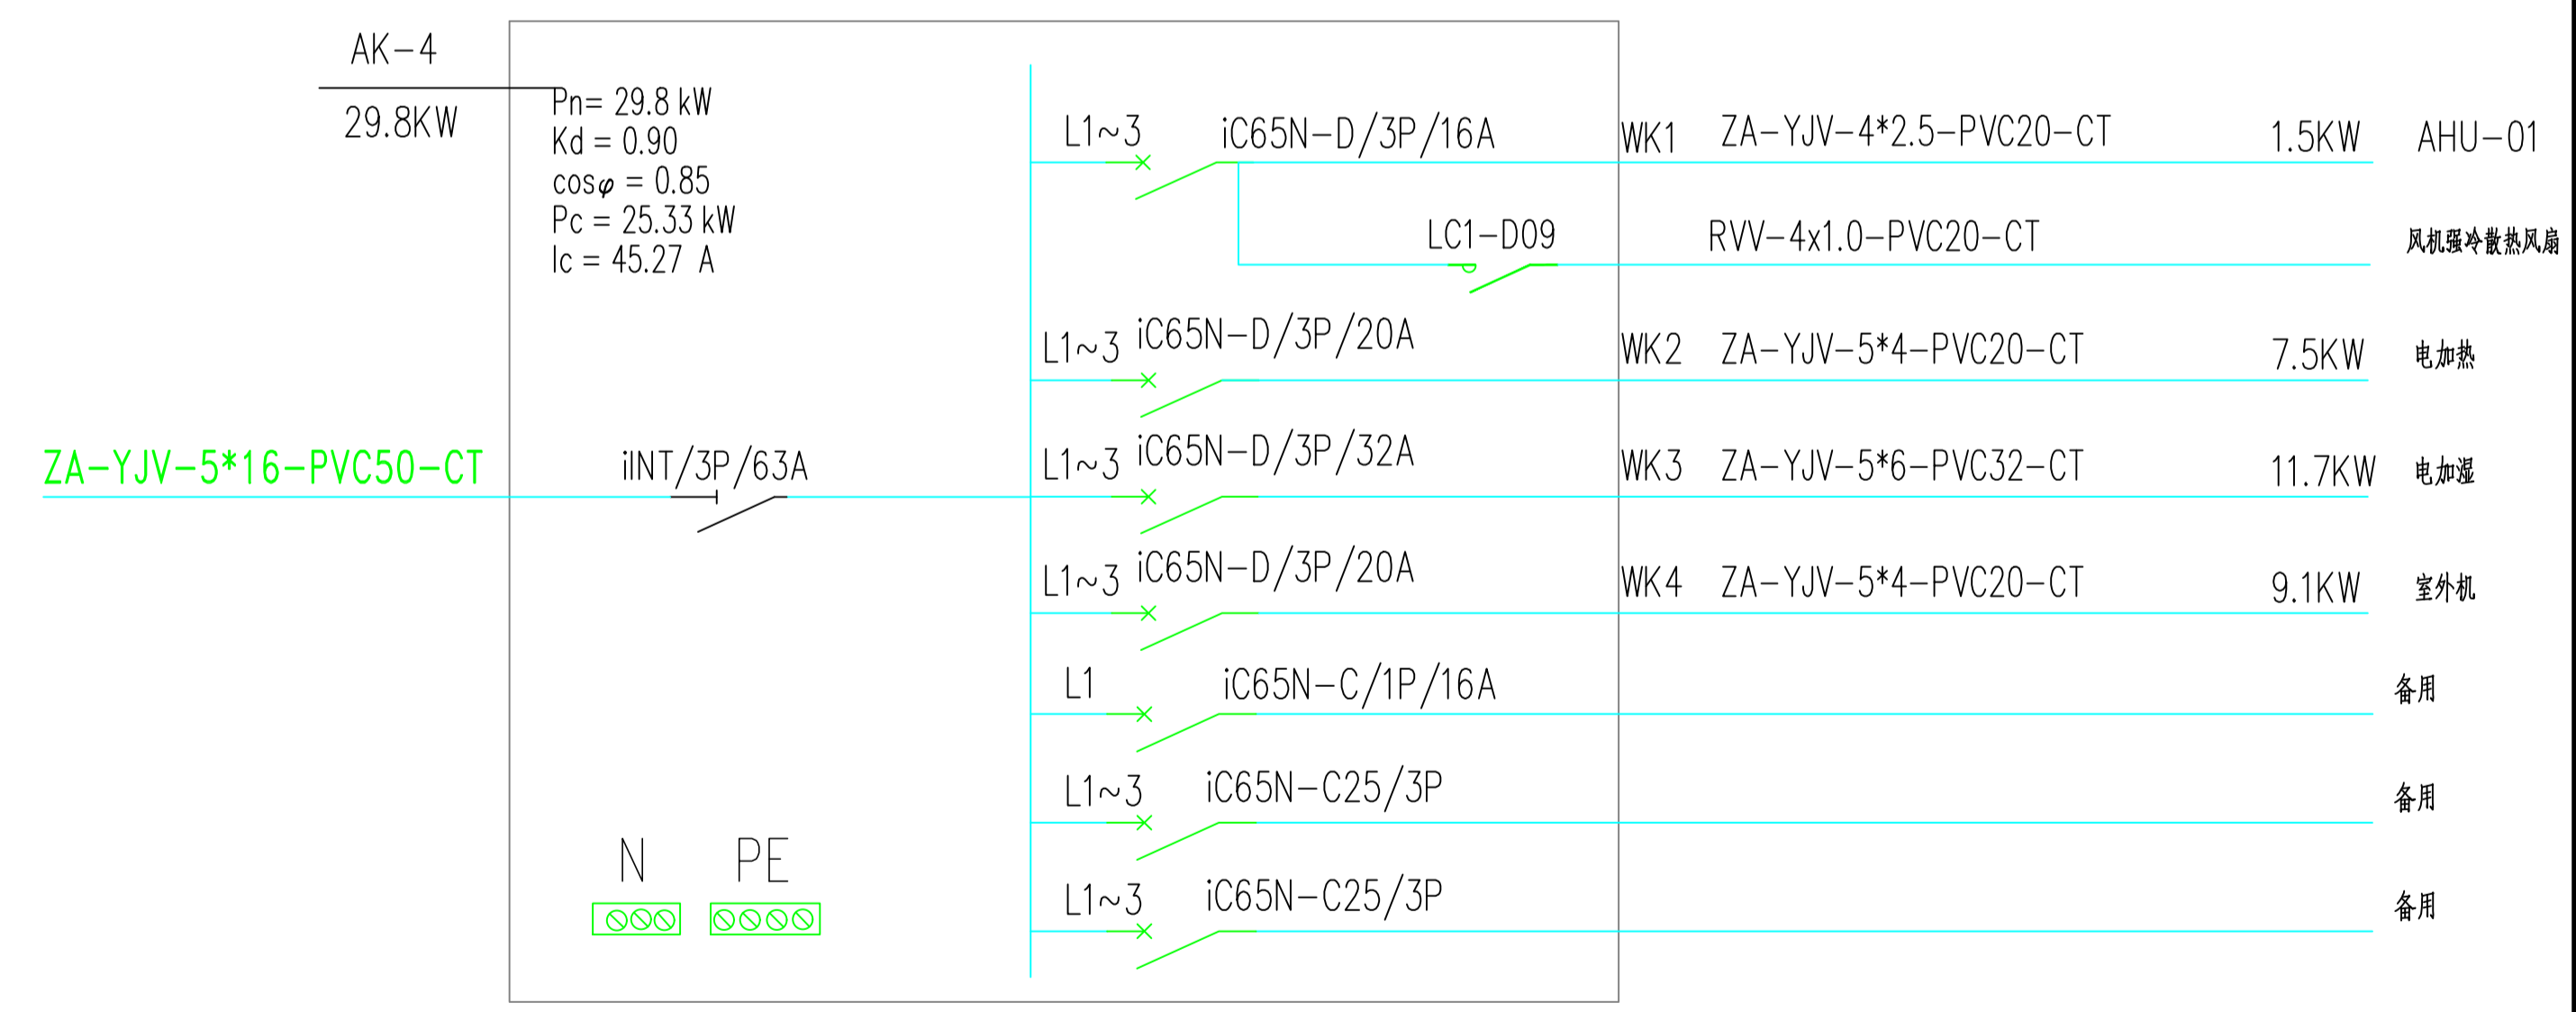 AK-4
29.8KW
Pn= 29.8 kW
Kd = 0.90
cosφ = 0.85
Pc = 25.33 kW
Ic = 45.27 A
L1~3 iC65N-D/3P/16A WK1 ZA-YJV-4*2.5-PVC20-CT 1.5KW AHU-01
LC1-D09 RVV-4x1.0-PVC20-CT 风机强冷散热风扇
L1~3 iC65N-D/3P/20A WK2 ZA-YJV-5*4-PVC20-CT 7.5KW 电加热
ZA-YJV-5*16-PVC50-CT iINT/3P/63A L1~3 iC65N-D/3P/32A WK3 ZA-YJV-5*6-PVC32-CT 11.7KW 电加湿
L1~3 iC65N-D/3P/20A WK4 ZA-YJV-5*4-PVC20-CT 9.1KW 室外机
L1 iC65N-C/1P/16A 备用
L1~3 iC65N-C25/3P 备用
N PE L1~3 iC65N-C25/3P 备用